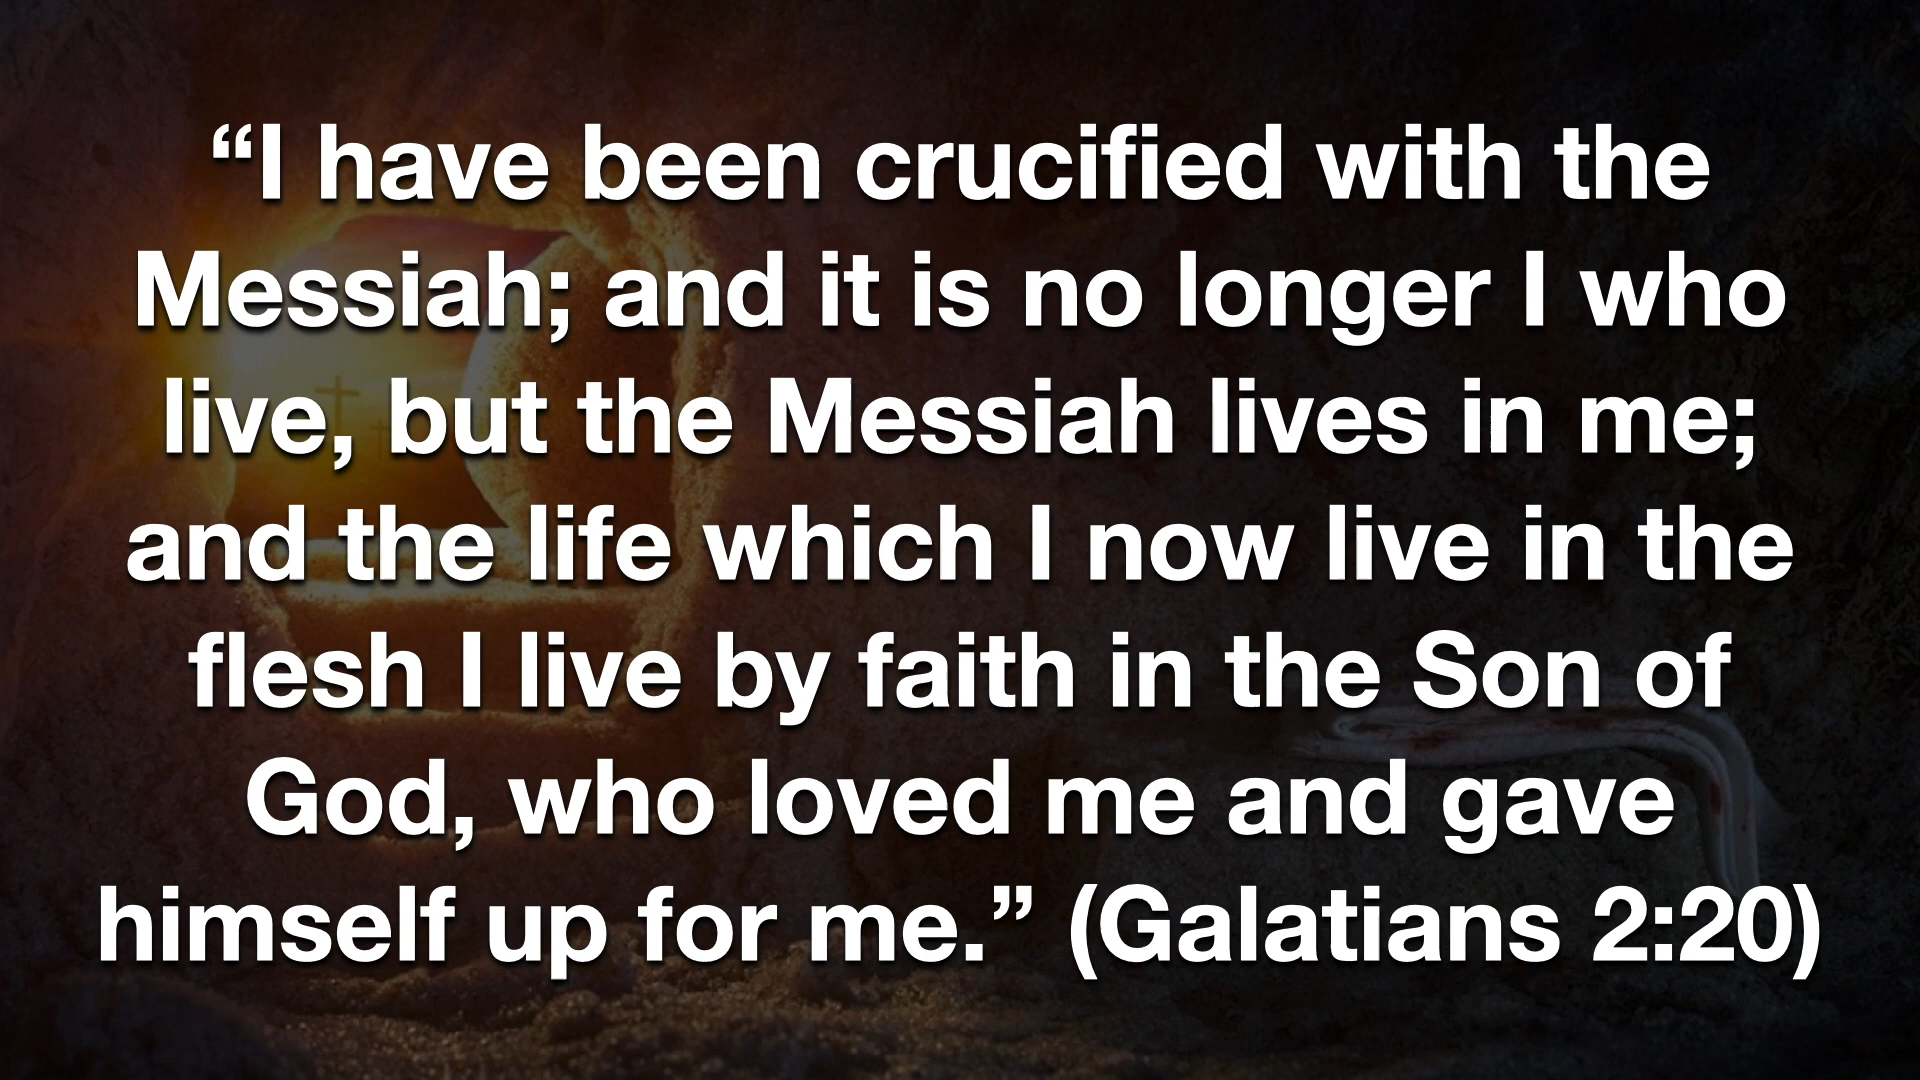 “I have been crucified with the
Messiah; and it is no longer I who
live, but the Messiah lives in me;
and the life which I now live in the
flesh I live by faith in the Son of
God, who loved me and gave
himself up for me.” (Galatians 2:20)